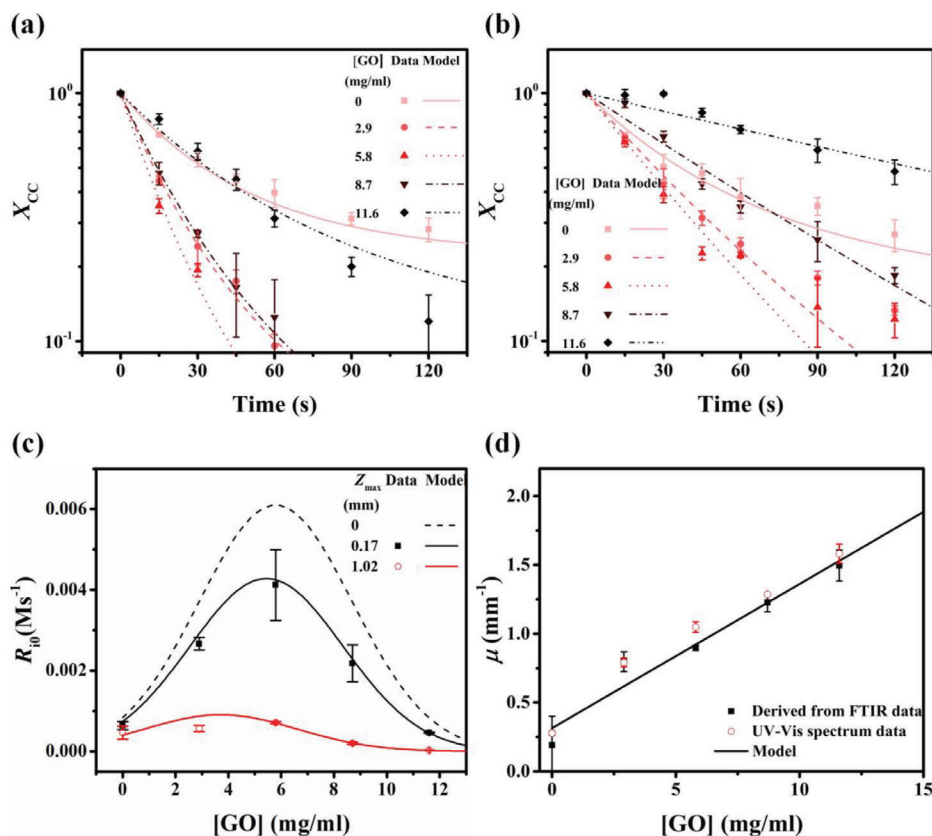 (a)
[GO] Data Model
(mg/ml)
0
2.9
5.8
8.7
11.6
10⁰
10⁻¹
X_CC
0 30 60 90 120
Time (s)
(b)
[GO] Data Model
(mg/ml)
0
2.9
5.8
8.7
11.6
10⁰
10⁻¹
X_CC
0 30 60 90 120
Time (s)
(c)
Z_max Data Model
(mm)
0
0.17
1.02
0.006
0.004
0.002
0.000
R_i0 (Ms⁻¹)
0 2 4 6 8 10 12
[GO] (mg/ml)
(d)
2.0
1.5
1.0
0.5
0.0
μ (mm⁻¹)
Derived from FTIR data
UV-Vis spectrum data
Model
0 5 10 15
[GO] (mg/ml)